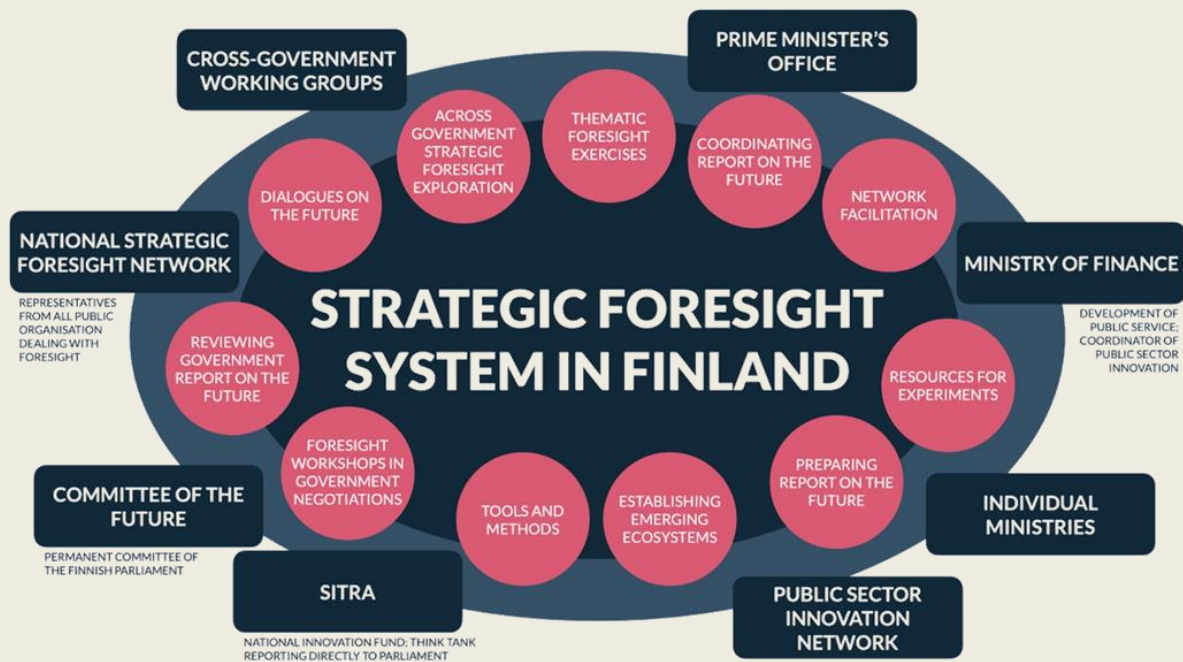 CROSS-GOVERNMENT
WORKING GROUPS
PRIME MINISTER'S
OFFICE
ACROSS
GOVERNMENT
STRATEGIC
FORESIGHT
EXPLORATION
THEMATIC
FORESIGHT
EXERCISES
COORDINATING
REPORT ON THE
FUTURE
DIALOGUES ON
THE FUTURE
NETWORK
FACILITATION
NATIONAL STRATEGIC
FORESIGHT NETWORK
REPRESENTATIVES
FROM ALL PUBLIC
ORGANISATION
DEALING WITH
FORESIGHT
MINISTRY OF FINANCE
DEVELOPMENT OF
PUBLIC SERVICE;
COORDINATOR OF
PUBLIC SECTOR
INNOVATION
STRATEGIC FORESIGHT
SYSTEM IN FINLAND
REVIEWING
GOVERNMENT
REPORT ON THE
FUTURE
RESOURCES FOR
EXPERIMENTS
FORESIGHT
WORKSHOPS IN
GOVERNMENT
NEGOTIATIONS
TOOLS AND
METHODS
ESTABLISHING
EMERGING
ECOSYSTEMS
PREPARING
REPORT ON THE
FUTURE
COMMITTEE OF THE
FUTURE
PERMANENT COMMITTEE OF
THE FINNISH PARLIAMENT
INDIVIDUAL
MINISTRIES
SITRA
NATIONAL INNOVATION FUND; THINK TANK
REPORTING DIRECTLY TO PARLIAMENT
PUBLIC SECTOR
INNOVATION
NETWORK